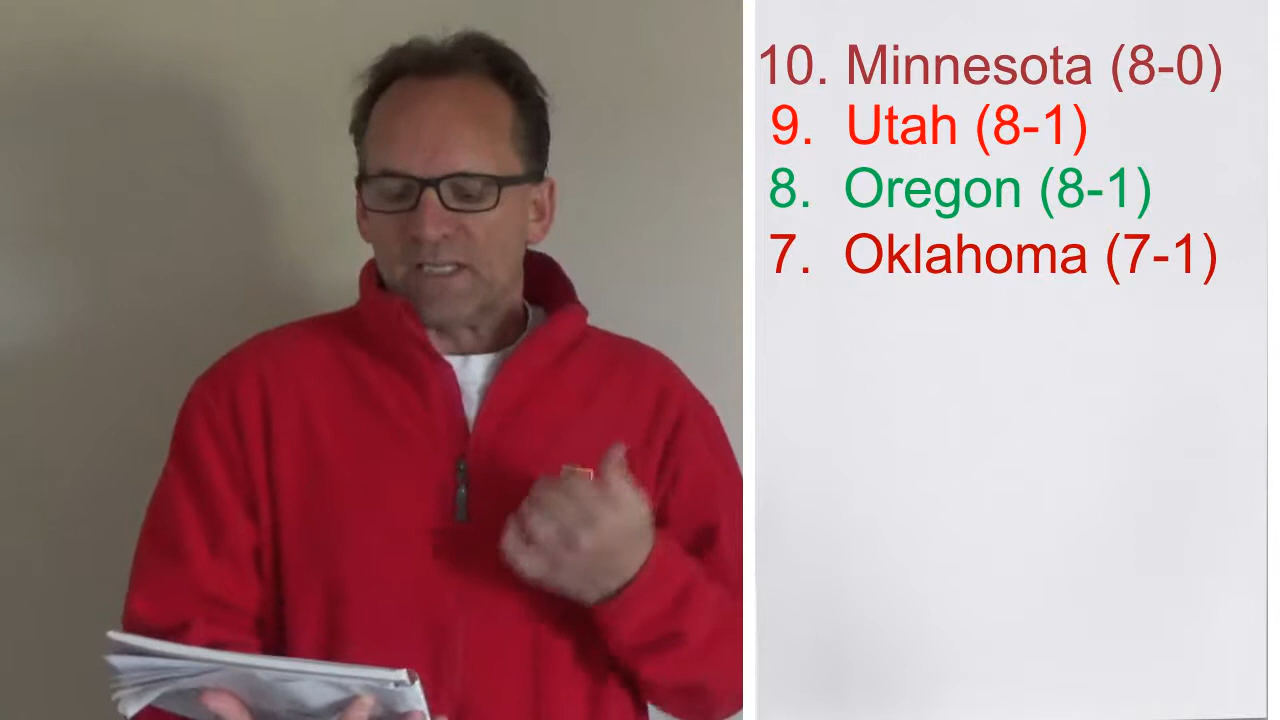 10. Minnesota (8-0)
9. Utah (8-1)
8. Oregon (8-1)
7. Oklahoma (7-1)